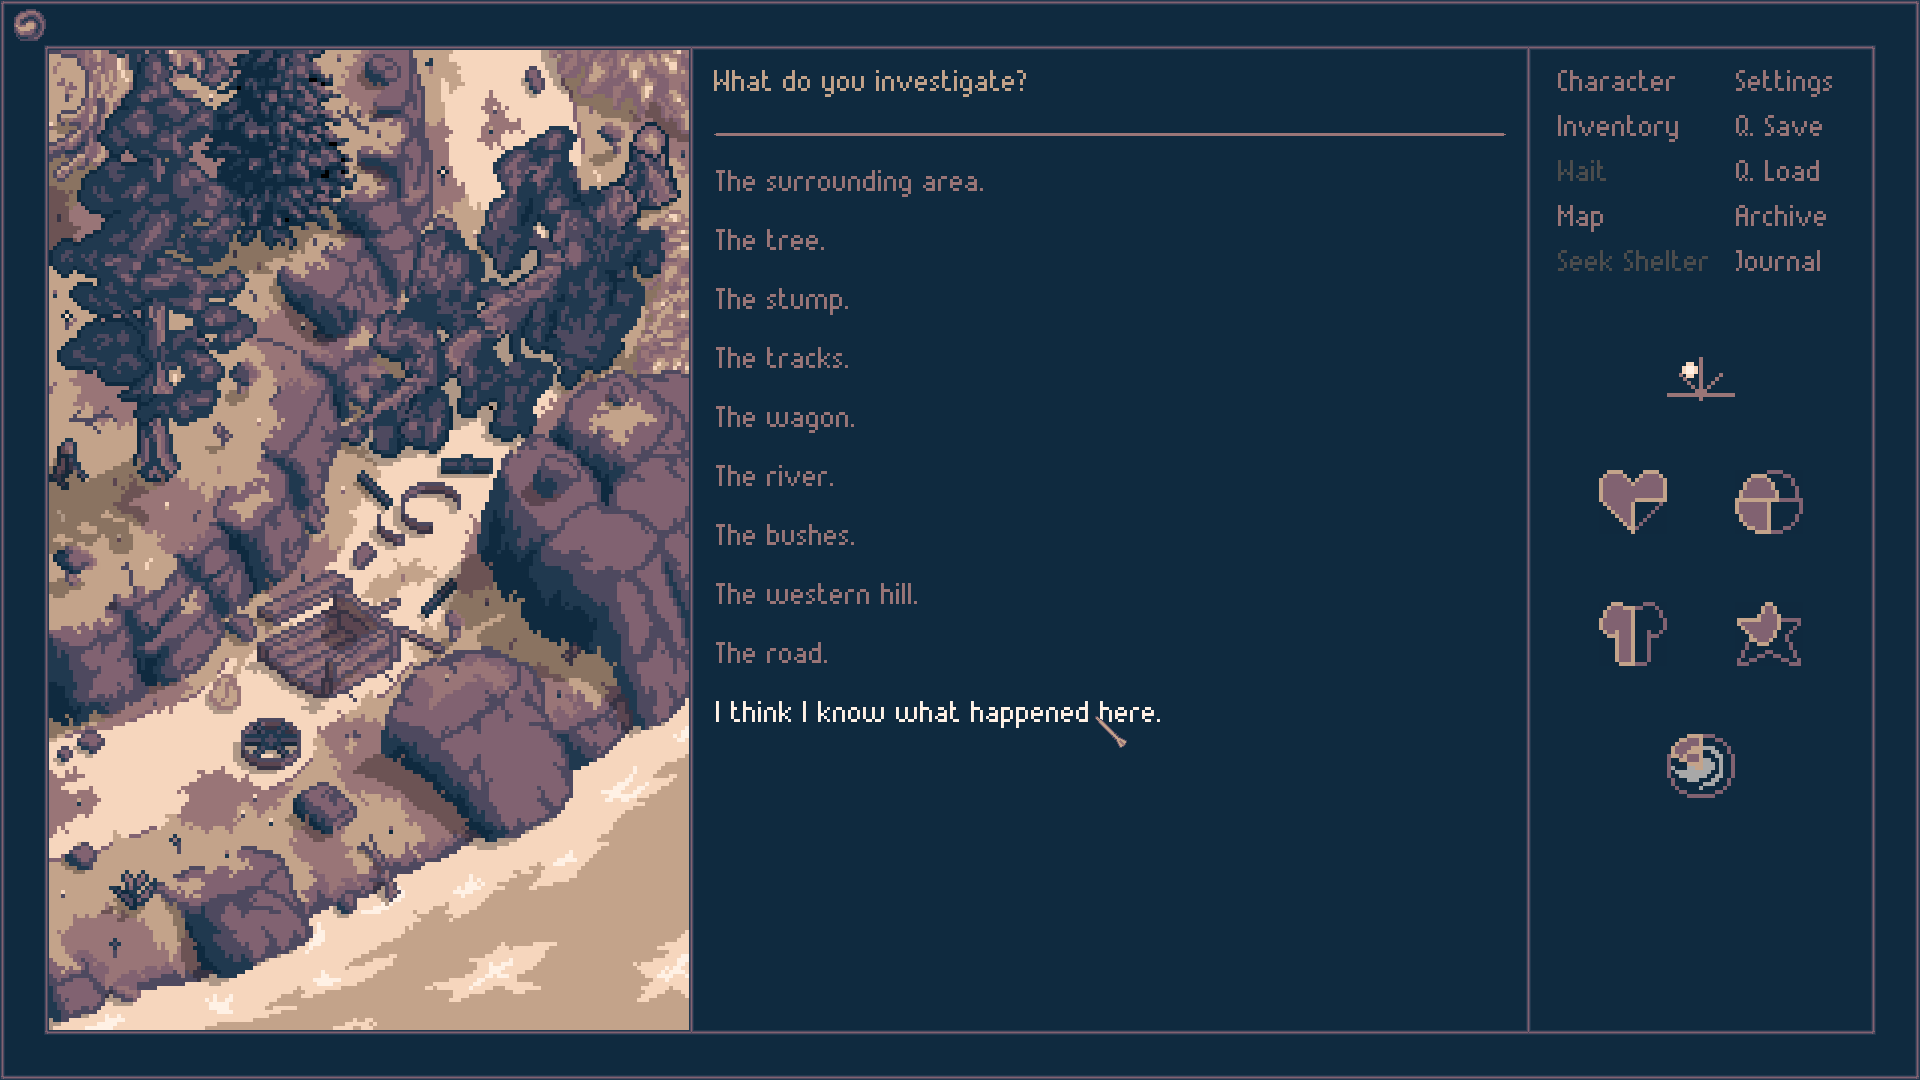 What do you investigate?
The surrounding area.
The tree.
The stump.
The tracks.
The wagon.
The river.
The bushes.
The western hill.
The road.
I think I know what happened here.
Character Settings
Inventory Q. Save
Wait Q. Load
Map Archive
Seek Shelter Journal